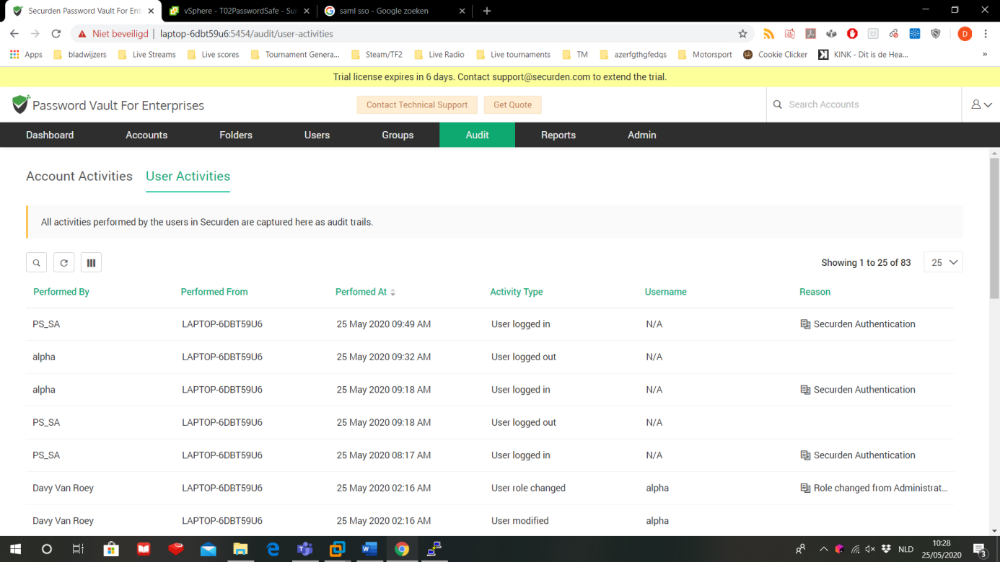 Securden Password Vault For Ent
vSphere - T02PasswordSafe - Sur
saml sso - Google zoeken
Niet beveiligd | laptop-6dbt59u6:5454/audit/user-activities
D
Apps bladwijzers Live Streams Live scores Tournament Genera... Steam/TF2 Live Radio Live tournaments TM azerfgthgfedqs Motorsport Cookie Clicker KINK - Dit is de Hea... »
Trial license expires in 6 days. Contact support@securden.com to extend the trial.
Password Vault For Enterprises
Contact Technical Support
Get Quote
Search Accounts
Dashboard Accounts Folders Users Groups Audit Reports Admin
Account Activities User Activities
All activities performed by the users in Securden are captured here as audit trails.
Showing 1 to 25 of 83 25
Performed By Performed From Perfomed At Activity Type Username Reason
PS_SA LAPTOP-6DBT59U6 25 May 2020 09:49 AM User logged in N/A Securden Authentication
alpha LAPTOP-6DBT59U6 25 May 2020 09:32 AM User logged out N/A
alpha LAPTOP-6DBT59U6 25 May 2020 09:18 AM User logged in N/A Securden Authentication
PS_SA LAPTOP-6DBT59U6 25 May 2020 09:18 AM User logged out N/A
PS_SA LAPTOP-6DBT59U6 25 May 2020 08:17 AM User logged in N/A Securden Authentication
Davy Van Roey LAPTOP-6DBT59U6 25 May 2020 02:16 AM User role changed alpha Role changed from Administrat...
Davy Van Roey LAPTOP-6DBT59U6 25 May 2020 02:16 AM User modified alpha
NLD
10:28
25/05/2020
3